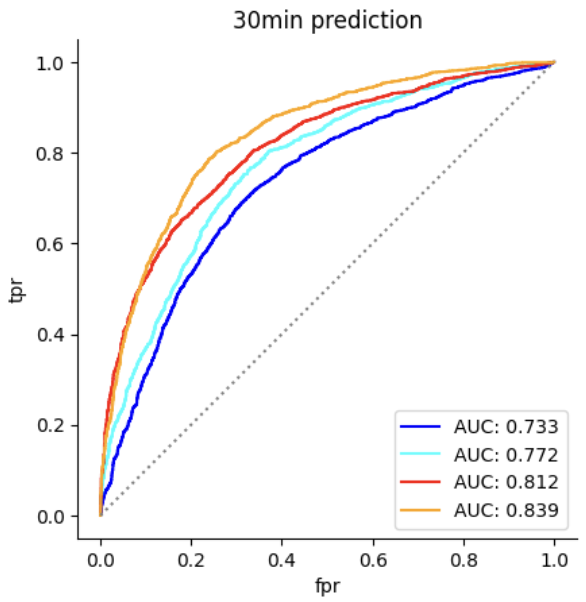 30min prediction
tpr
1.0
0.8
0.6
0.4
0.2
0.0
AUC: 0.733
AUC: 0.772
AUC: 0.812
AUC: 0.839
0.0 0.2 0.4 0.6 0.8 1.0
fpr